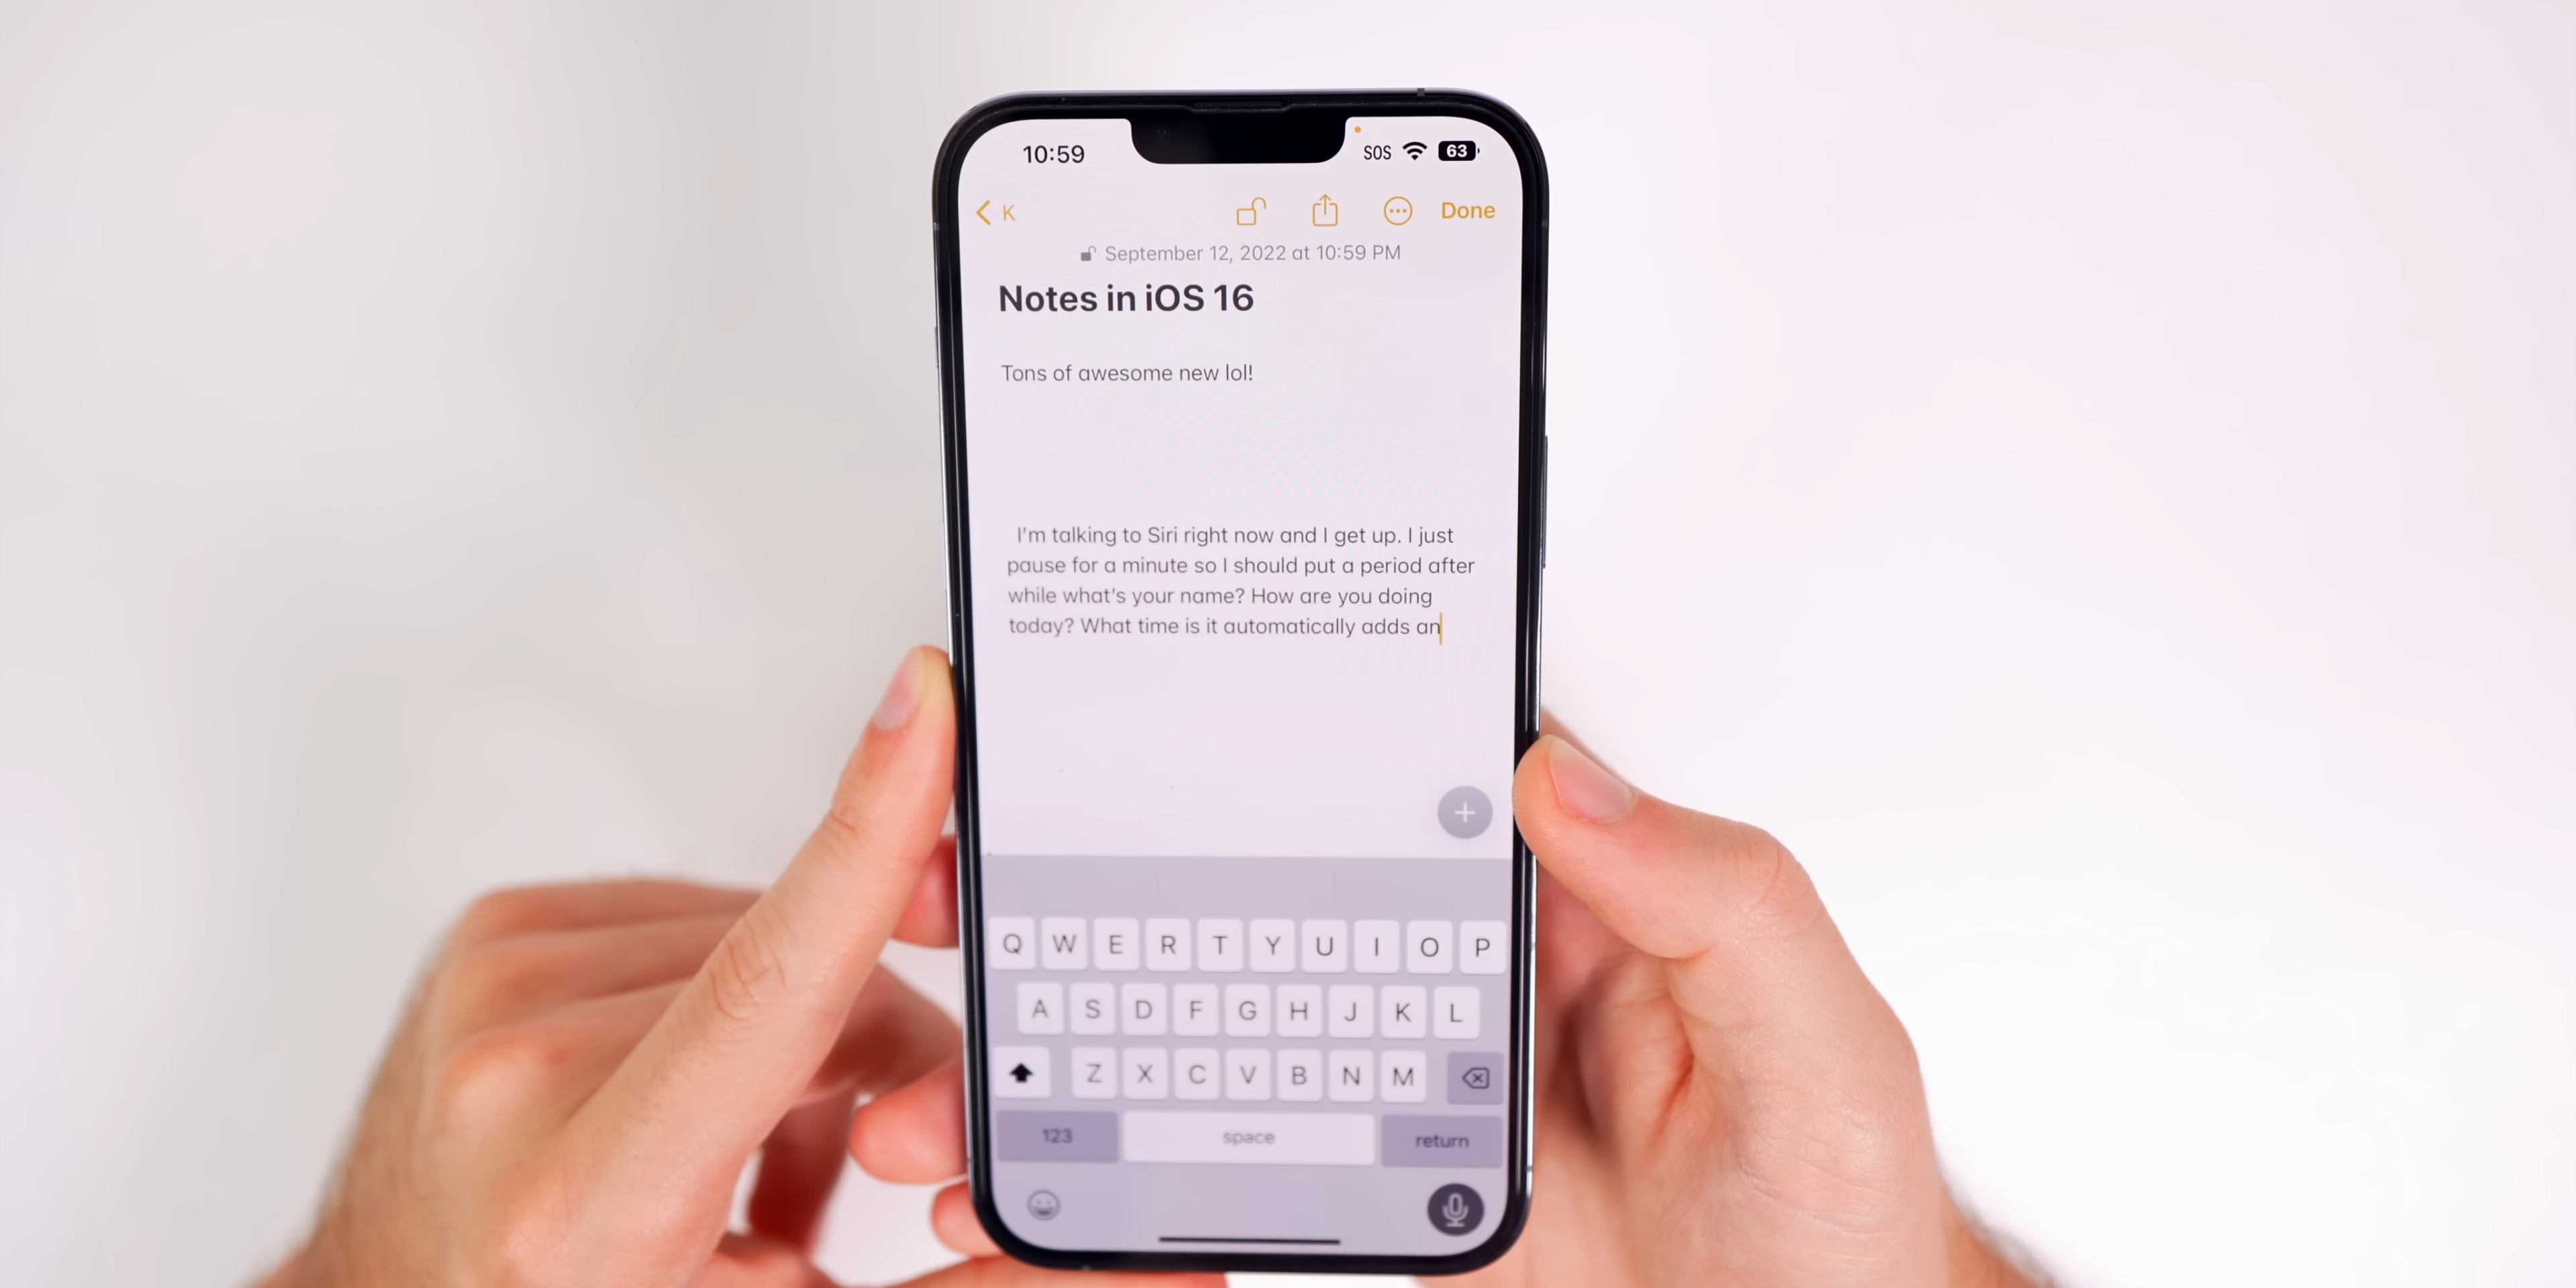 10:59 SOS 63
K Done
September 12, 2022 at 10:59 PM
Notes in iOS 16
Tons of awesome new lol!
I'm talking to Siri right now and I get up. I just
pause for a minute so I should put a period after
while what's your name? How are you doing
today? What time is it automatically adds an
Q W E R T Y U I O P
A S D F G H J K L
Z X C V B N M
123 space return